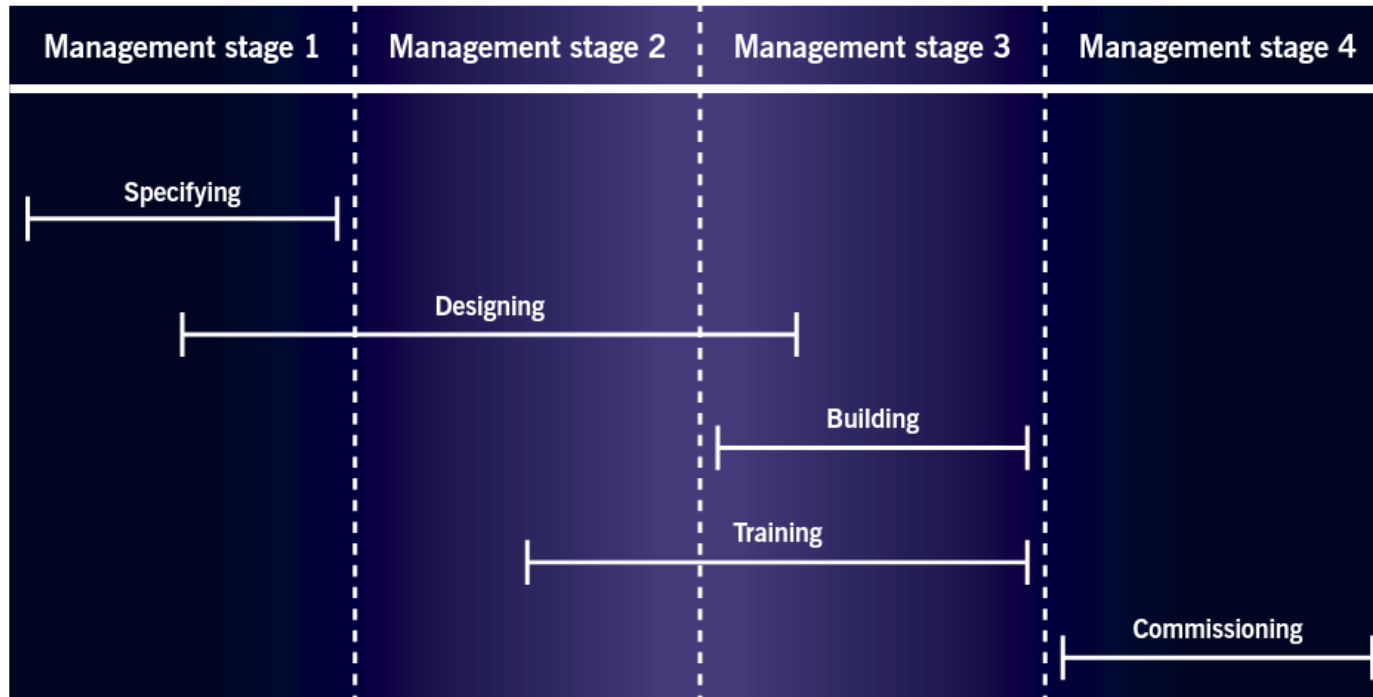 Management stage 1
Management stage 2
Management stage 3
Management stage 4
Specifying
Designing
Building
Training
Commissioning